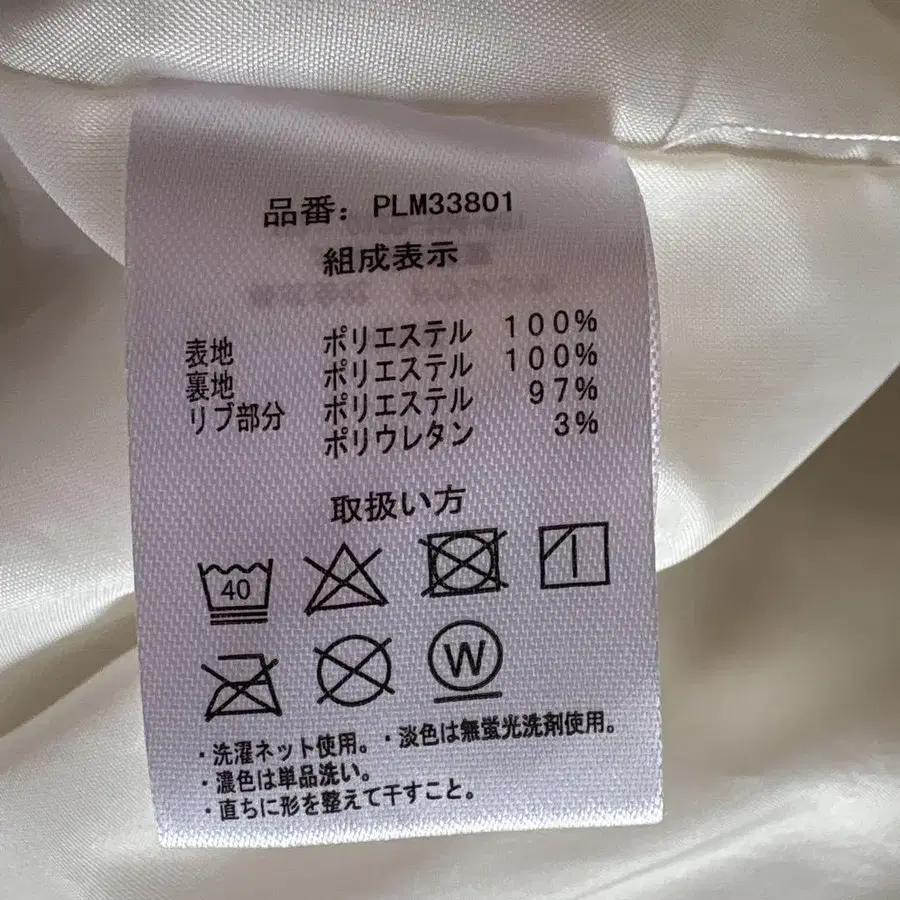 品番: PLM33801
組成表示
表地 ポリエステル 100%
裏地 ポリエステル 100%
リブ部分 ポリエステル 97%
ポリウレタン 3%
取扱い方
40
W
・洗濯ネット使用。・淡色は無蛍光洗剤使用。
・濃色は単品洗い。
・直ちに形を整えて干すこと。